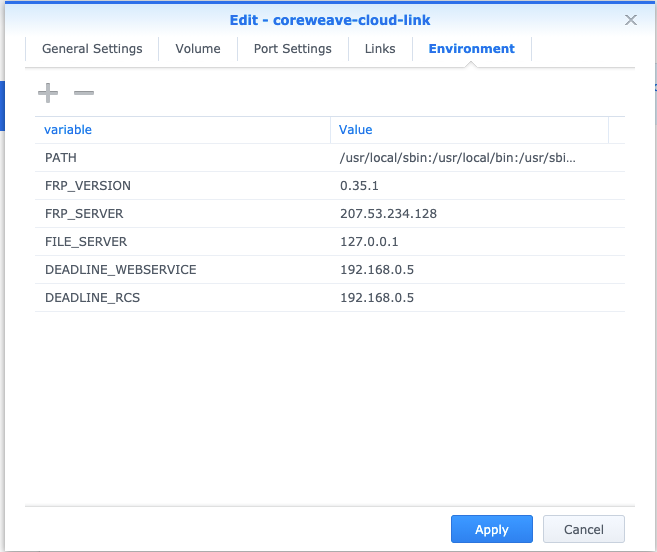 Edit - coreweave-cloud-link
General Settings Volume Port Settings Links Environment
variable Value
PATH /usr/local/sbin:/usr/local/bin:/usr/sbi...
FRP_VERSION 0.35.1
FRP_SERVER 207.53.234.128
FILE_SERVER 127.0.0.1
DEADLINE_WEBSERVICE 192.168.0.5
DEADLINE_RCS 192.168.0.5
Apply Cancel